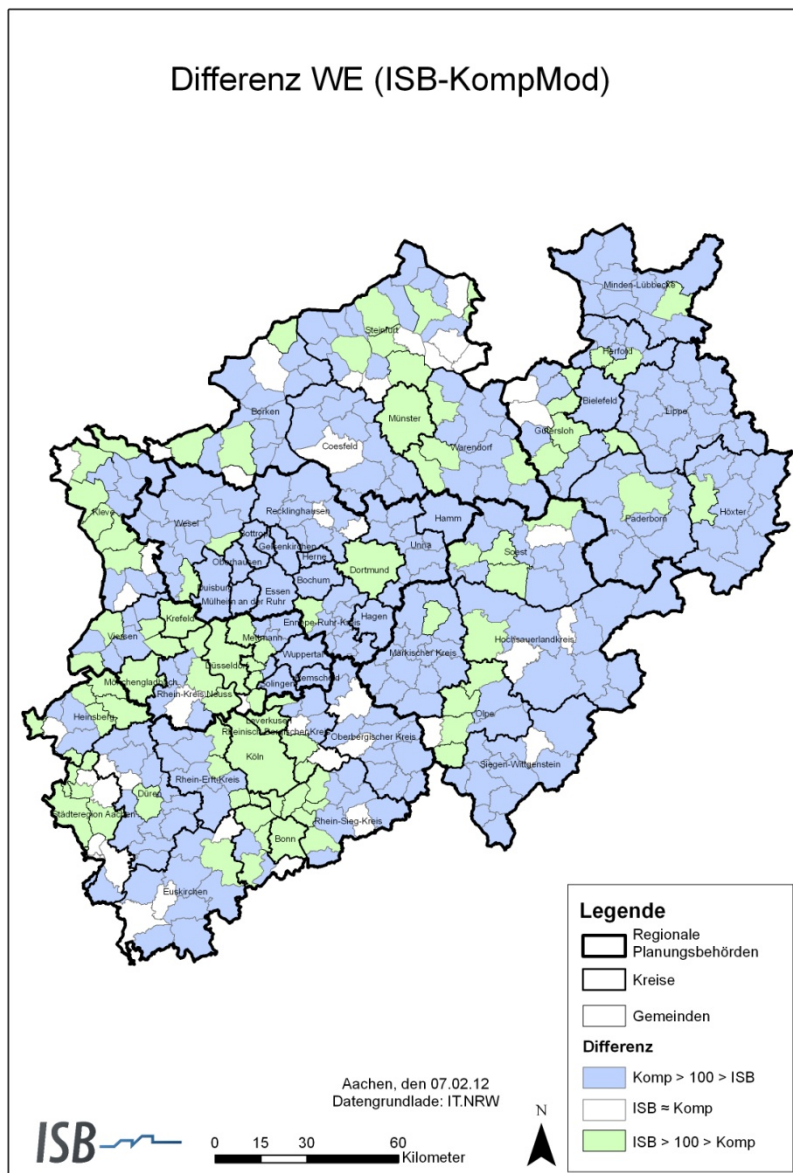 Differenz WE (ISB-KompMod)
Minden-Lübbecke
Steinfurt
Herford
Bielefeld
Lippe
Borken
Münster
Gütersloh
Coesfeld
Warendorf
Kleve
Paderborn
Höxter
Wesel
Recklinghausen
Hamm
Bottrop
Gelsenkirchen
Unna
Soest
Oberhausen
Herne
Dortmund
Duisburg
Essen
Bochum
Mülheim an der Ruhr
Krefeld
Ennepe-Ruhr-Kreis
Hagen
Viersen
Mettmann
Hochsauerlandkreis
Düsseldorf
Wuppertal
Märkischer Kreis
Mönchengladbach
Rhein-Kreis Neuss
Solingen
Remscheid
Heinsberg
Leverkusen
Olpe
Rheinisch-Bergischer Kreis
Oberbergischer Kreis
Köln
Siegen-Wittgenstein
Rhein-Erft-Kreis
Düren
Städteregion Aachen
Rhein-Sieg-Kreis
Bonn
Euskirchen
Legende
Regionale
Planungsbehörden
Kreise
Gemeinden
Differenz
Komp > 100 > ISB
ISB ≈ Komp
ISB > 100 > Komp
Aachen, den 07.02.12
Datengrundlade: IT.NRW
N
ISB
0 15 30 60
Kilometer